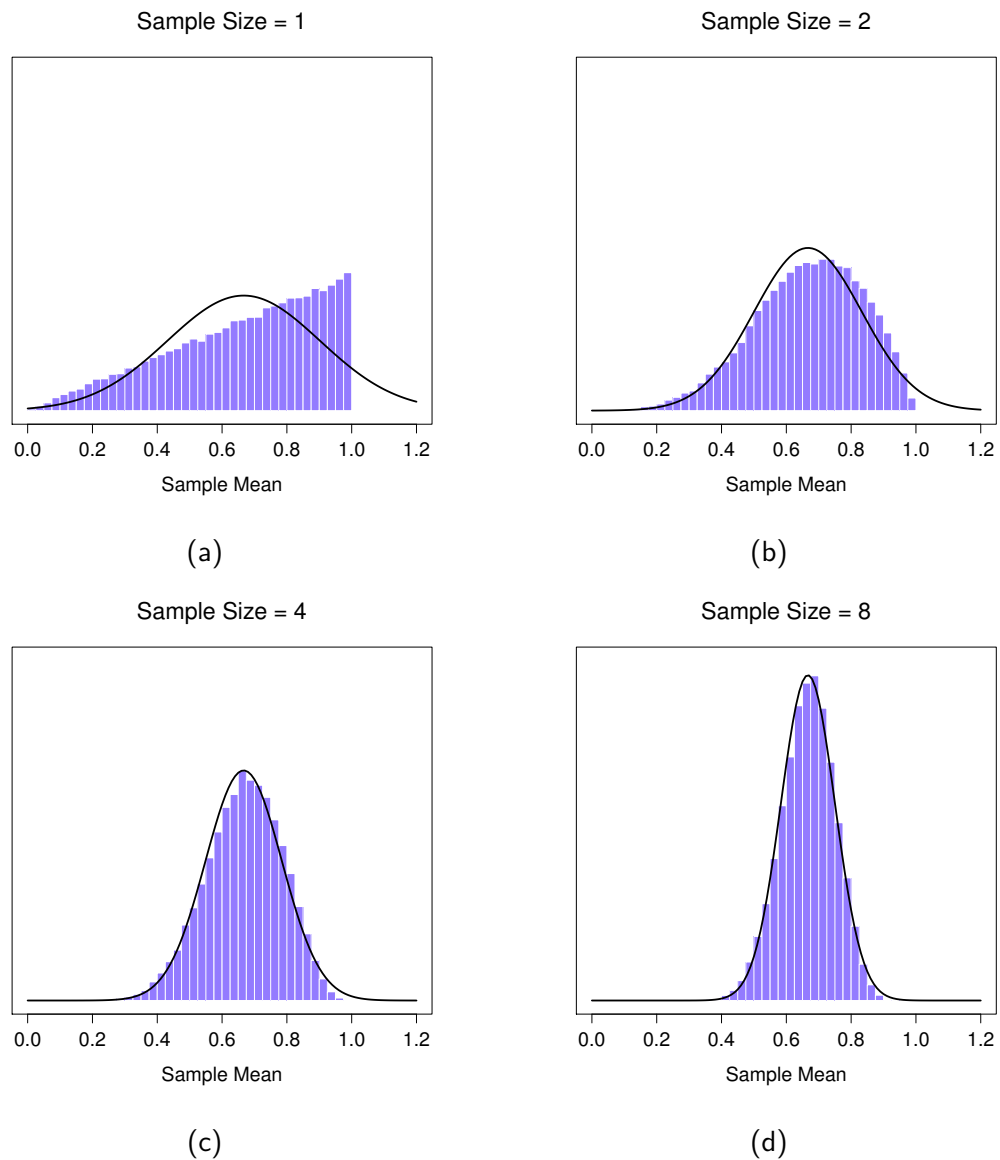 Sample Size = 1
0.0 0.2 0.4 0.6 0.8 1.0 1.2
Sample Mean
(a)
Sample Size = 2
0.0 0.2 0.4 0.6 0.8 1.0 1.2
Sample Mean
(b)
Sample Size = 4
0.0 0.2 0.4 0.6 0.8 1.0 1.2
Sample Mean
(c)
Sample Size = 8
0.0 0.2 0.4 0.6 0.8 1.0 1.2
Sample Mean
(d)